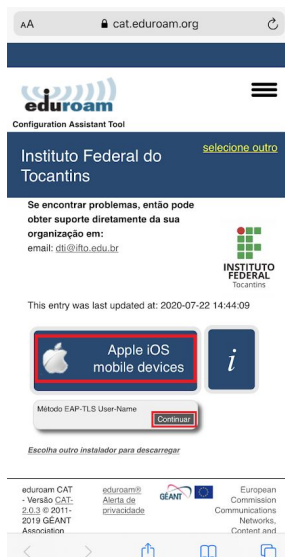 AA cat.eduroam.org
eduroam
Configuration Assistant Tool
Instituto Federal do
Tocantins
selecione outro
Se encontrar problemas, então pode
obter suporte diretamente da sua
organização em:
email: dti@ifto.edu.br
INSTITUTO
FEDERAL
Tocantins
This entry was last updated at: 2020-07-22 14:44:09
Apple iOS
mobile devices
i
Método EAP-TLS User-Name
Continuar
Escolha outro instalador para descarregar
eduroam CAT
- Versão CAT-
2.0.3 © 2011-
2019 GÉANT
Association
eduroam®
Alerta de
privacidade
GÉANT
European
Commission
Communications
Networks,
Content and